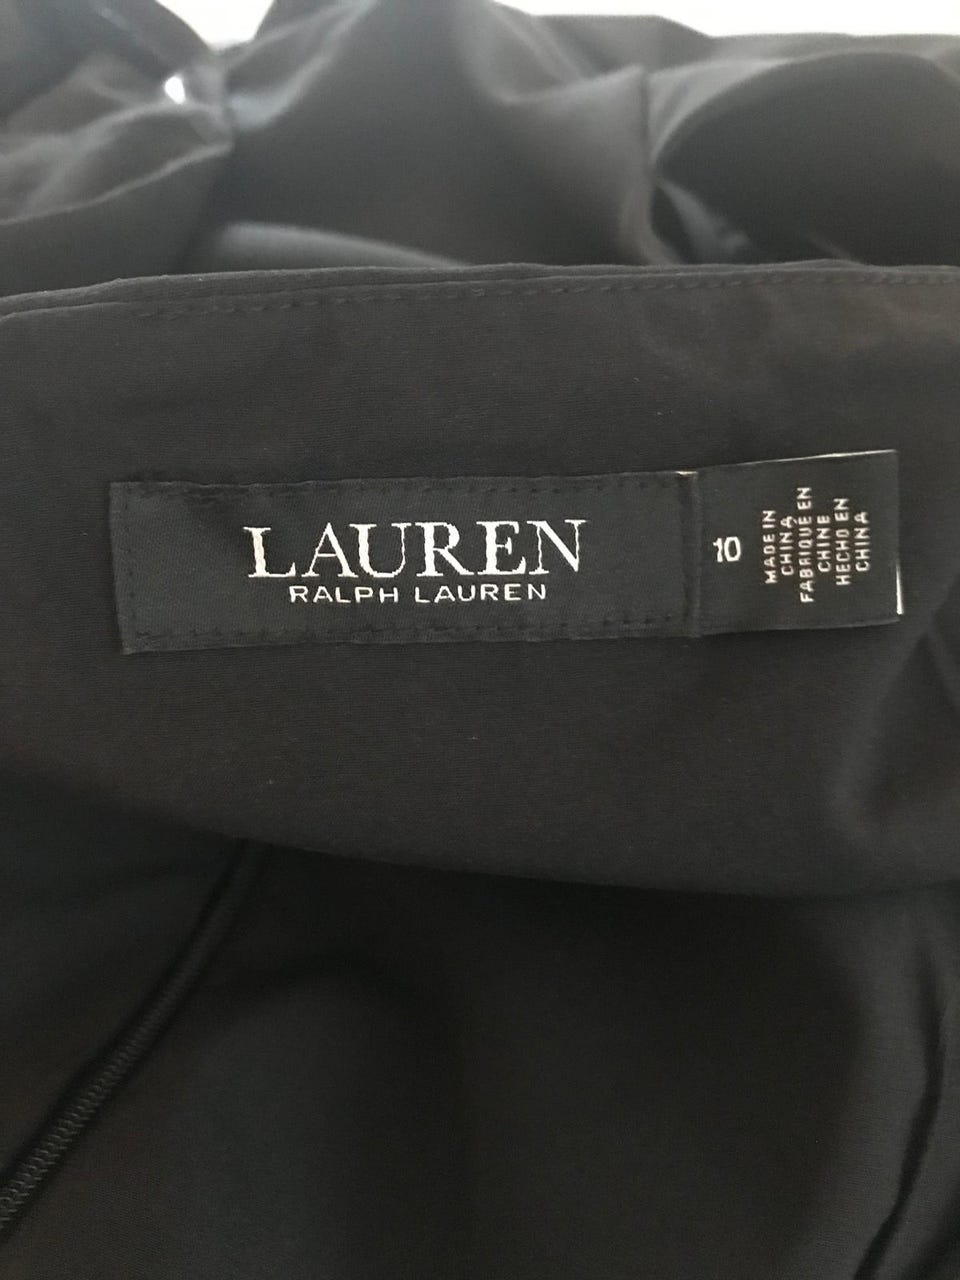 LAUREN
RALPH LAUREN
10
MADE IN
CHINA
FABRIQUÉ EN
CHINE
HECHO EN
CHINA